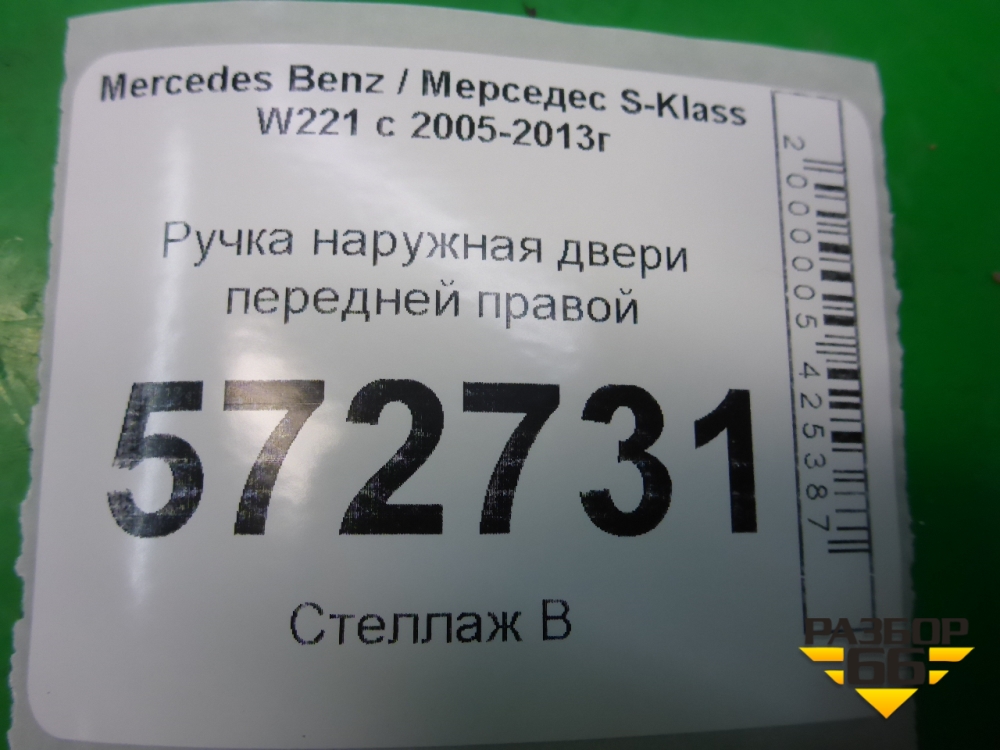 Mercedes Benz / Мерседес S-Klass
W221 с 2005-2013г
Ручка наружная двери
передней правой
572731
Стеллаж В
2000005425387
РАЗБОР
66